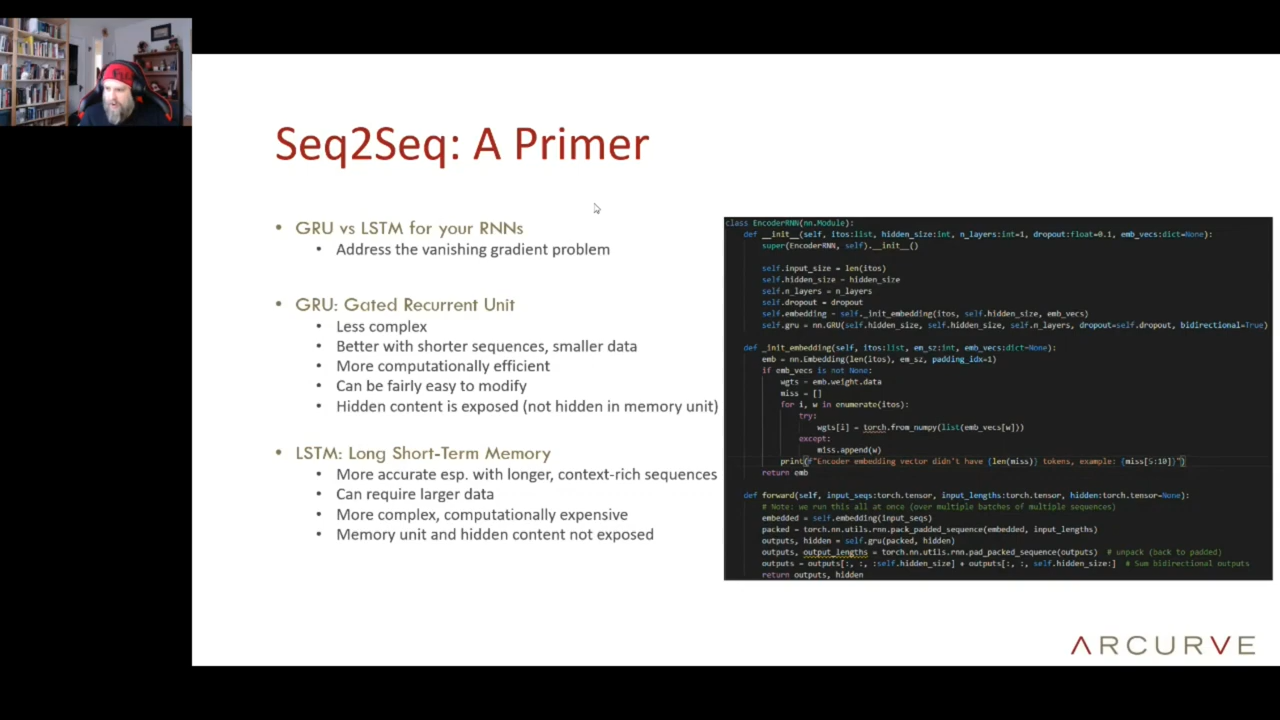 Seq2Seq: A Primer
• GRU vs LSTM for your RNNs
• Address the vanishing gradient problem
• GRU: Gated Recurrent Unit
• Less complex
• Better with shorter sequences, smaller data
• More computationally efficient
• Can be fairly easy to modify
• Hidden content is exposed (not hidden in memory unit)
• LSTM: Long Short-Term Memory
• More accurate esp. with longer, context-rich sequences
• Can require larger data
• More complex, computationally expensive
• Memory unit and hidden content not exposed
class EncoderRNN(nn.Module):
def __init__(self, itos:list, hidden_size:int, n_layers:int=1, dropout:float=0.1, emb_vecs:dict=None):
super(EncoderRNN, self).__init__()
self.input_size = len(itos)
self.hidden_size = hidden_size
self.n_layers = n_layers
self.dropout = dropout
self.embedding = self._init_embedding(itos, self.hidden_size, emb_vecs)
self.gru = nn.GRU(self.hidden_size, self.hidden_size, self.n_layers, dropout=self.dropout, bidirectional=True)
def _init_embedding(self, itos:list, em_sz:int, emb_vecs:dict=None):
emb = nn.Embedding(len(itos), em_sz, padding_idx=1)
if emb_vecs is not None:
wgts = emb.weight.data
miss = []
for i, w in enumerate(itos):
try:
wgts[i] = torch.from_numpy(list(emb_vecs[w]))
except:
miss.append(w)
print(f"Encoder embedding vector didn't have {len(miss)} tokens, example: {miss[5:10]}")
return emb
def forward(self, input_seqs:torch.tensor, input_lengths:torch.tensor, hidden:torch.tensor=None):
# Note: we run this all at once (over multiple batches of multiple sequences)
embedded = self.embedding(input_seqs)
packed = torch.nn.utils.rnn.pack_padded_sequence(embedded, input_lengths)
outputs, hidden = self.gru(packed, hidden)
outputs, output_lengths = torch.nn.utils.rnn.pad_packed_sequence(outputs) # unpack (back to padded)
outputs = outputs[:, :, :self.hidden_size] + outputs[:, :, self.hidden_size:] # Sum bidirectional outputs
return outputs, hidden
ARCURVE